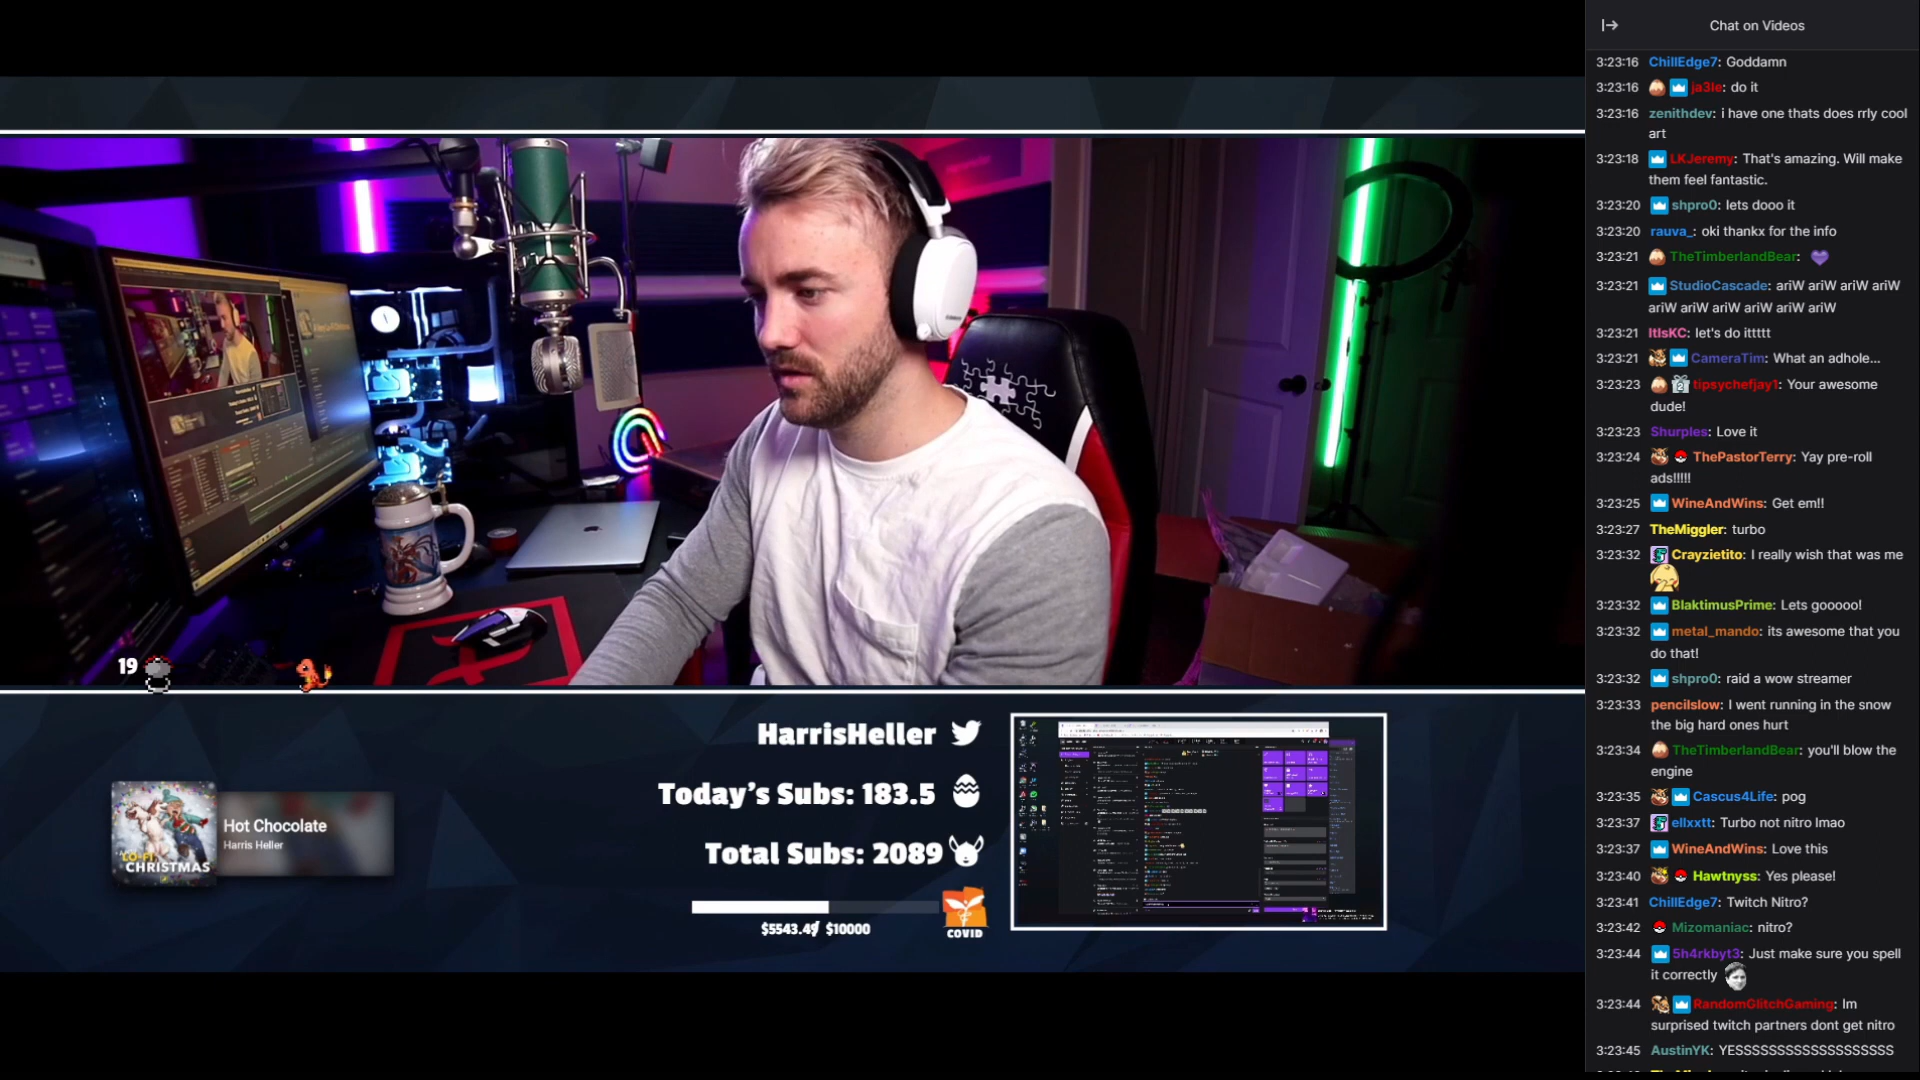 Chat on Videos
3:23:16 ChillEdge7: Goddamn
3:23:16 ja3le: do it
3:23:16 zenithdev: i have one thats does rrly cool
art
3:23:18 LKJeremy: That's amazing. Will make
them feel fantastic.
3:23:20 shpro0: lets dooo it
3:23:20 rauva_: oki thankx for the info
3:23:21 TheTimberlandBear:
3:23:21 StudioCascade: ariW ariW ariW ariW
ariW ariW ariW ariW ariW ariW
3:23:21 ItIsKC: let's do ittttt
3:23:21 CameraTim: What an adhole...
3:23:23 tipsychefjay1: Your awesome
dude!
3:23:23 Shurples: Love it
3:23:24 ThePastorTerry: Yay pre-roll
ads!!!!!
3:23:25 WineAndWins: Get em!!
3:23:27 TheMiggler: turbo
3:23:32 Crayzietito: I really wish that was me
3:23:32 BlaktimusPrime: Lets gooooo!
3:23:32 metal_mando: its awesome that you
do that!
3:23:32 shpro0: raid a wow streamer
3:23:33 pencilslow: I went running in the snow
the big hard ones hurt
3:23:34 TheTimberlandBear: you'll blow the
engine
3:23:35 Cascus4Life: pog
3:23:37 ellxxtt: Turbo not nitro lmao
3:23:37 WineAndWins: Love this
3:23:40 Hawtnyss: Yes please!
3:23:41 ChillEdge7: Twitch Nitro?
3:23:42 Mizomaniac: nitro?
3:23:44 5h4rkbyt3: Just make sure you spell
it correctly
3:23:44 RandomGlitchGaming: Im
surprised twitch partners dont get nitro
3:23:45 AustinYK: YESSSSSSSSSSSSSSSSSSS
19
HarrisHeller
Today's Subs: 183.5
Total Subs: 2089
$5543.49/ $10000
COVID
Hot Chocolate
Harris Heller
LO-FI
CHRISTMAS